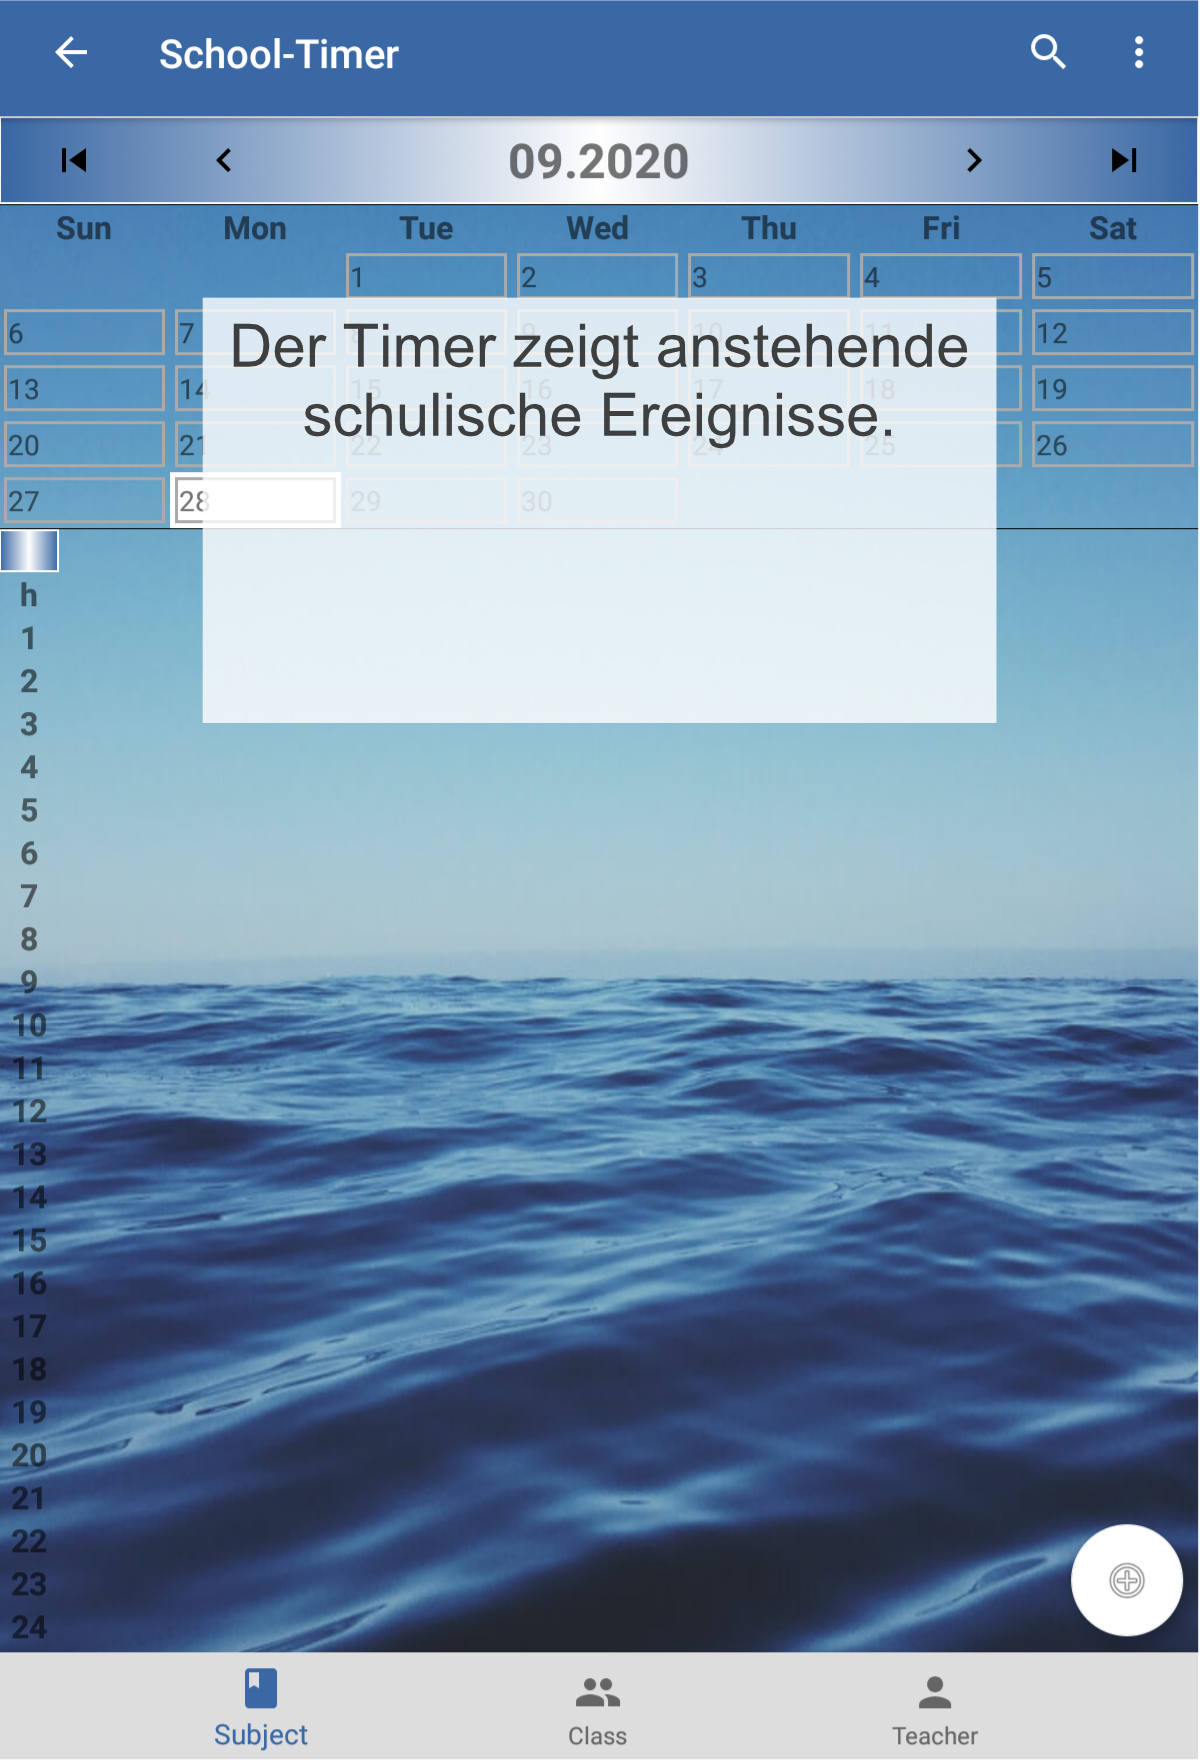 School-Timer
09.2020
Sun Mon Tue Wed Thu Fri Sat
1 2 3 4 5
6 7 8 9 10 11 12
13 14 15 16 17 18 19
20 21 22 23 24 25 26
27 28 29 30
Der Timer zeigt anstehende
schulische Ereignisse.
h
1
2
3
4
5
6
7
8
9
10
11
12
13
14
15
16
17
18
19
20
21
22
23
24
Subject Class Teacher